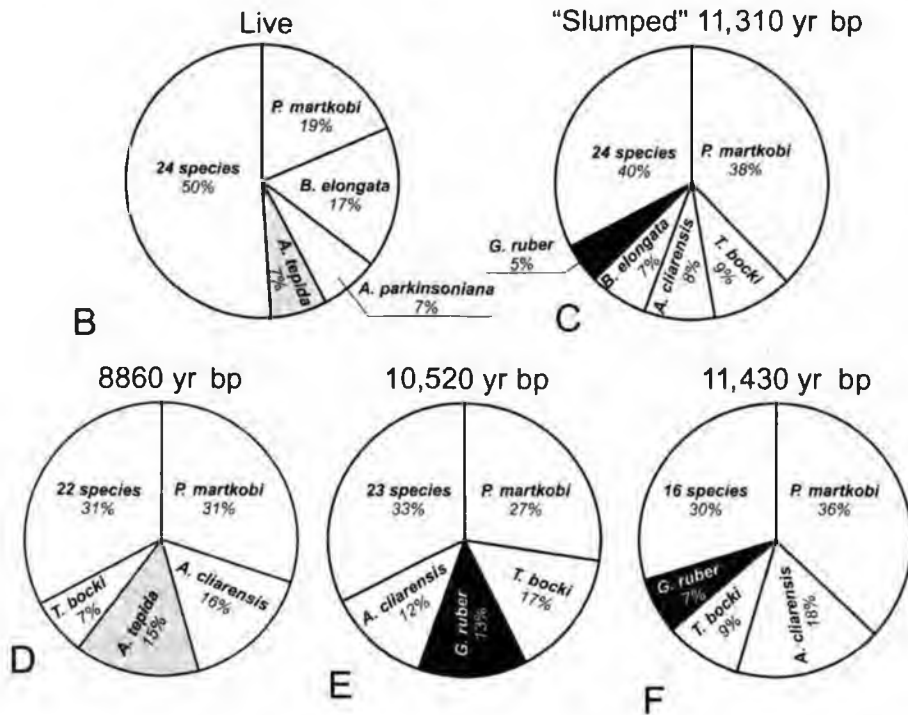 Live
P. martkobi
19%
24 species
50%
B. elongata
17%
A. tepida
7%
A. parkinsoniana
7%
B
"Slumped" 11,310 yr bp
24 species
40%
P. martkobi
38%
G. ruber
5%
B. elongata
7%
A. cliarensis
8%
T. bocki
9%
C
8860 yr bp
22 species
31%
P. martkobi
31%
T. bocki
7%
A. tepida
15%
A. cliarensis
16%
D
10,520 yr bp
23 species
33%
P. martkobi
27%
A. cliarensis
12%
G. ruber
13%
T. bocki
17%
E
11,430 yr bp
16 species
30%
P. martkobi
36%
G. ruber
7%
T. bocki
9%
A. cliarensis
18%
F